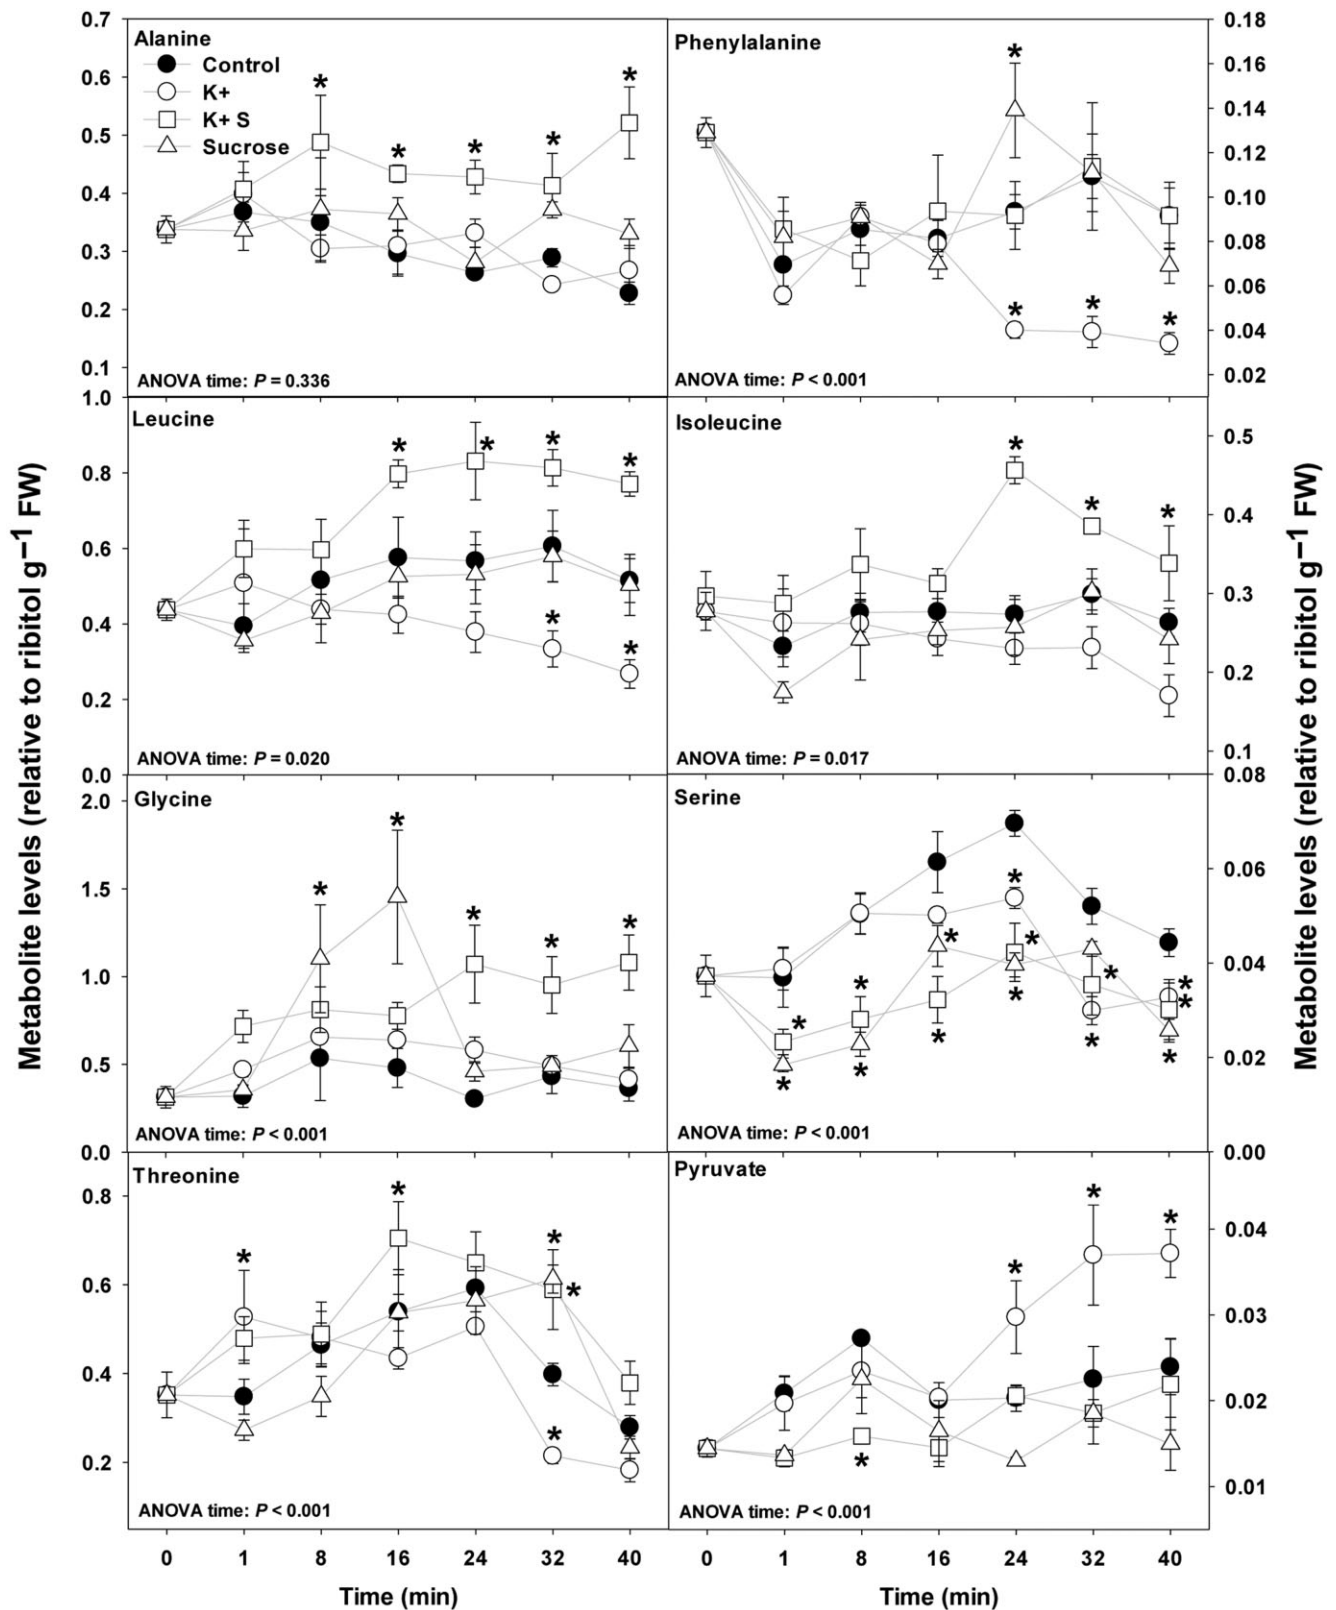 Alanine
Control
K+
K+ S
Sucrose
* * * * *
ANOVA time: P = 0.336
0.7
0.6
0.5
0.4
0.3
0.2
0.1
Phenylalanine
* * * *
ANOVA time: P < 0.001
0.18
0.16
0.14
0.12
0.10
0.08
0.06
0.04
0.02
Leucine
* * * * * *
ANOVA time: P = 0.020
1.0
0.8
0.6
0.4
0.2
0.0
Isoleucine
* * *
ANOVA time: P = 0.017
0.5
0.4
0.3
0.2
0.1
Glycine
* * * * *
ANOVA time: P < 0.001
2.0
1.5
1.0
0.5
0.0
Serine
* * * * * * * * * * * * * *
ANOVA time: P < 0.001
0.08
0.06
0.04
0.02
0.00
Threonine
* * * * *
ANOVA time: P < 0.001
0.8
0.6
0.4
0.2
Pyruvate
* * * *
ANOVA time: P < 0.001
0.04
0.03
0.02
0.01
0 1 8 16 24 32 40
0 1 8 16 24 32 40
Time (min)
Time (min)
Metabolite levels (relative to ribitol g⁻¹ FW)
Metabolite levels (relative to ribitol g⁻¹ FW)